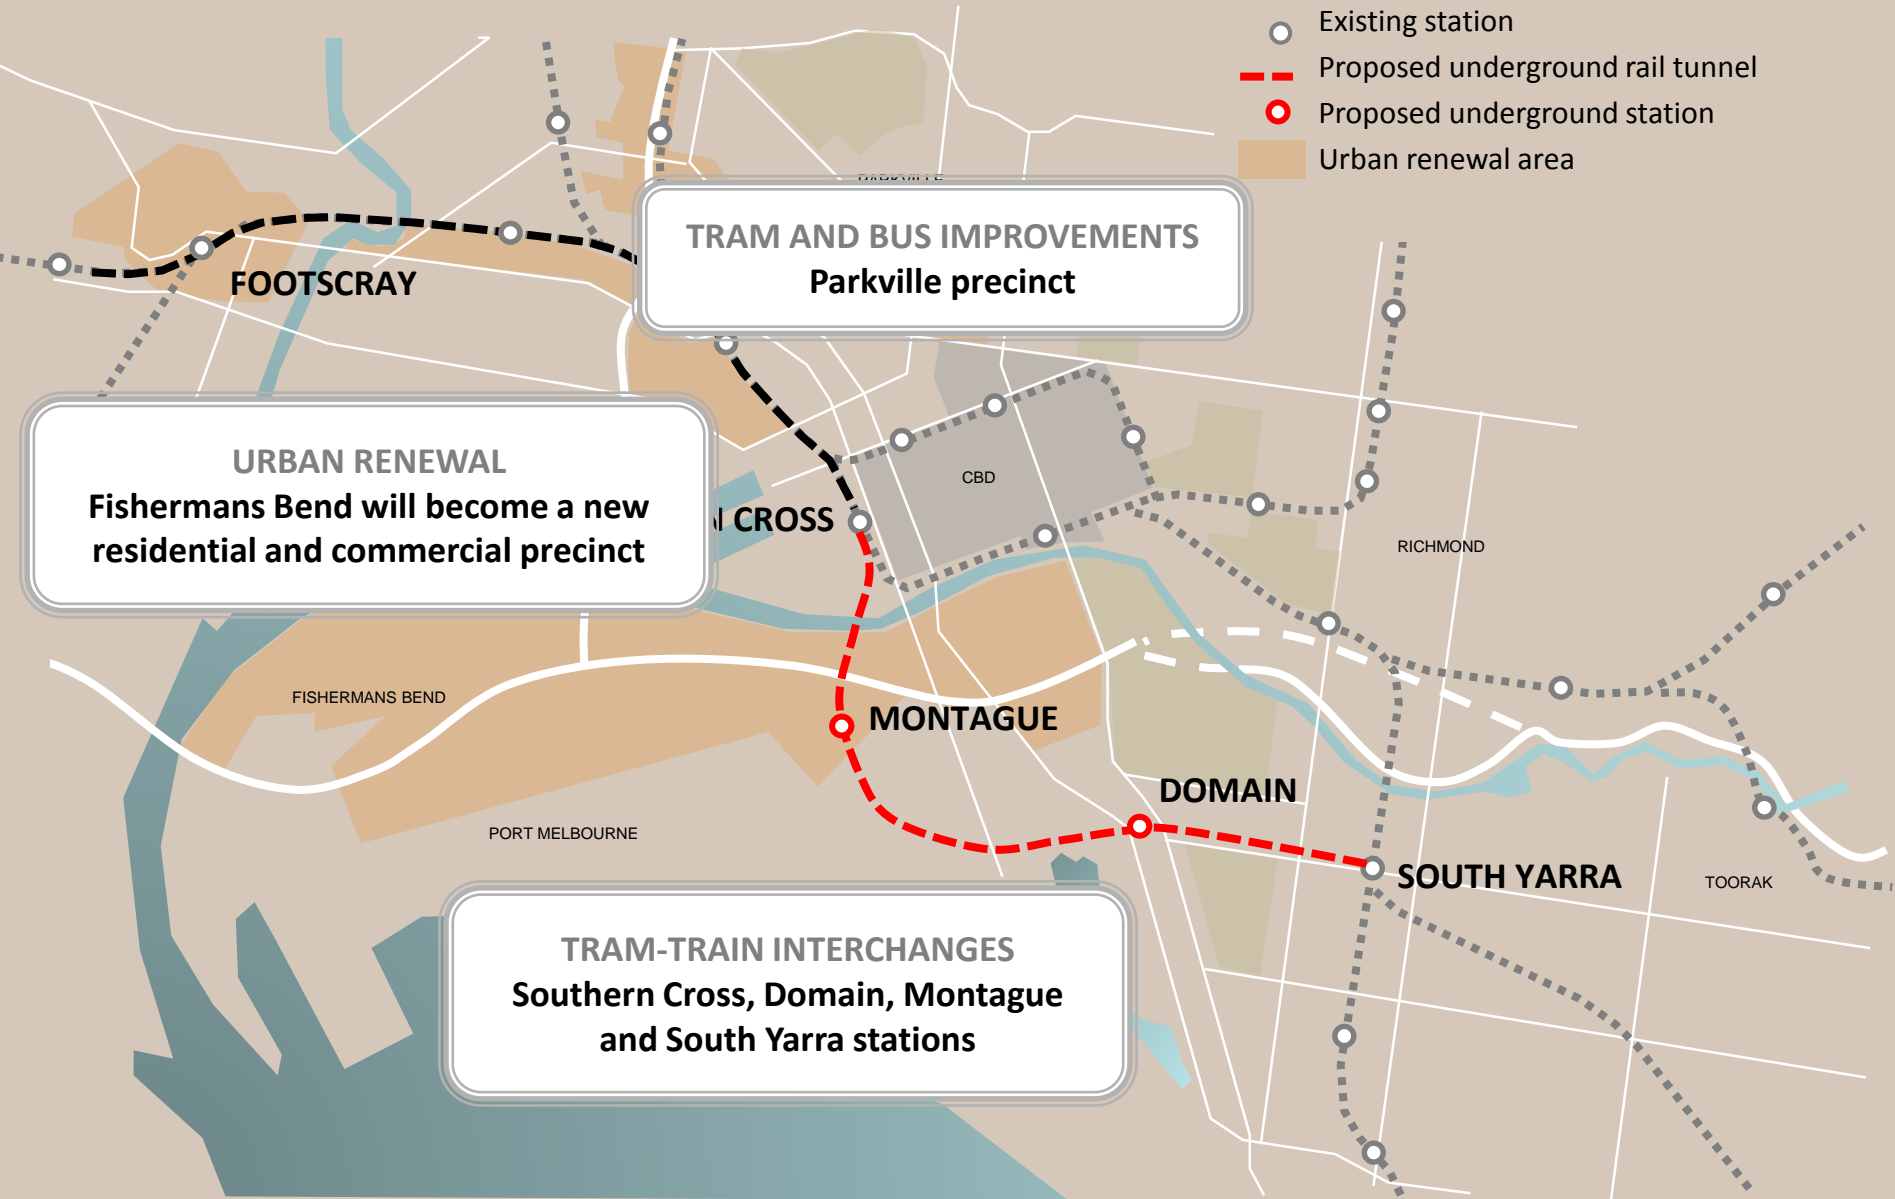 Existing station
Proposed underground rail tunnel
Proposed underground station
Urban renewal area
PARKVILLE
TRAM AND BUS IMPROVEMENTS
Parkville precinct
FOOTSCRAY
URBAN RENEWAL
Fishermans Bend will become a new
residential and commercial precinct
CBD
CROSS
RICHMOND
FISHERMANS BEND
MONTAGUE
DOMAIN
PORT MELBOURNE
SOUTH YARRA
TOORAK
TRAM-TRAIN INTERCHANGES
Southern Cross, Domain, Montague
and South Yarra stations